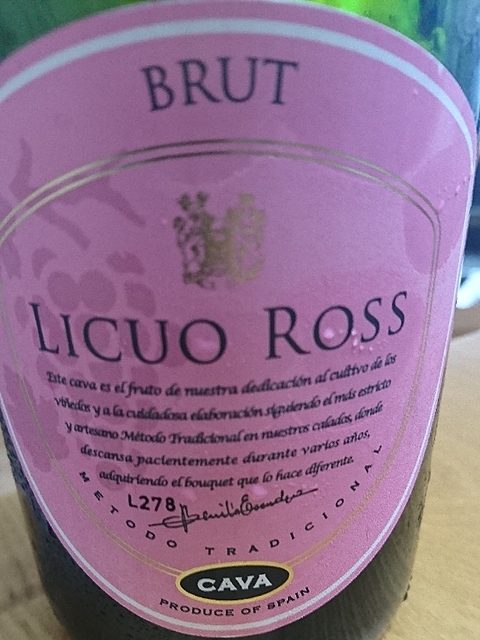 BRUT
LICUO ROSS
Este cava es el fruto de nuestra dedicación al cultivo de los
viñedos y a la cuidadosa elaboración siguiendo el más estricto
y artesano Método Tradicional en nuestros calados, donde
descansa pacientemente durante varios años,
adquiriendo el bouquet que lo hace diferente.
L278
METODO TRADICIONAL
CAVA
PRODUCE OF SPAIN